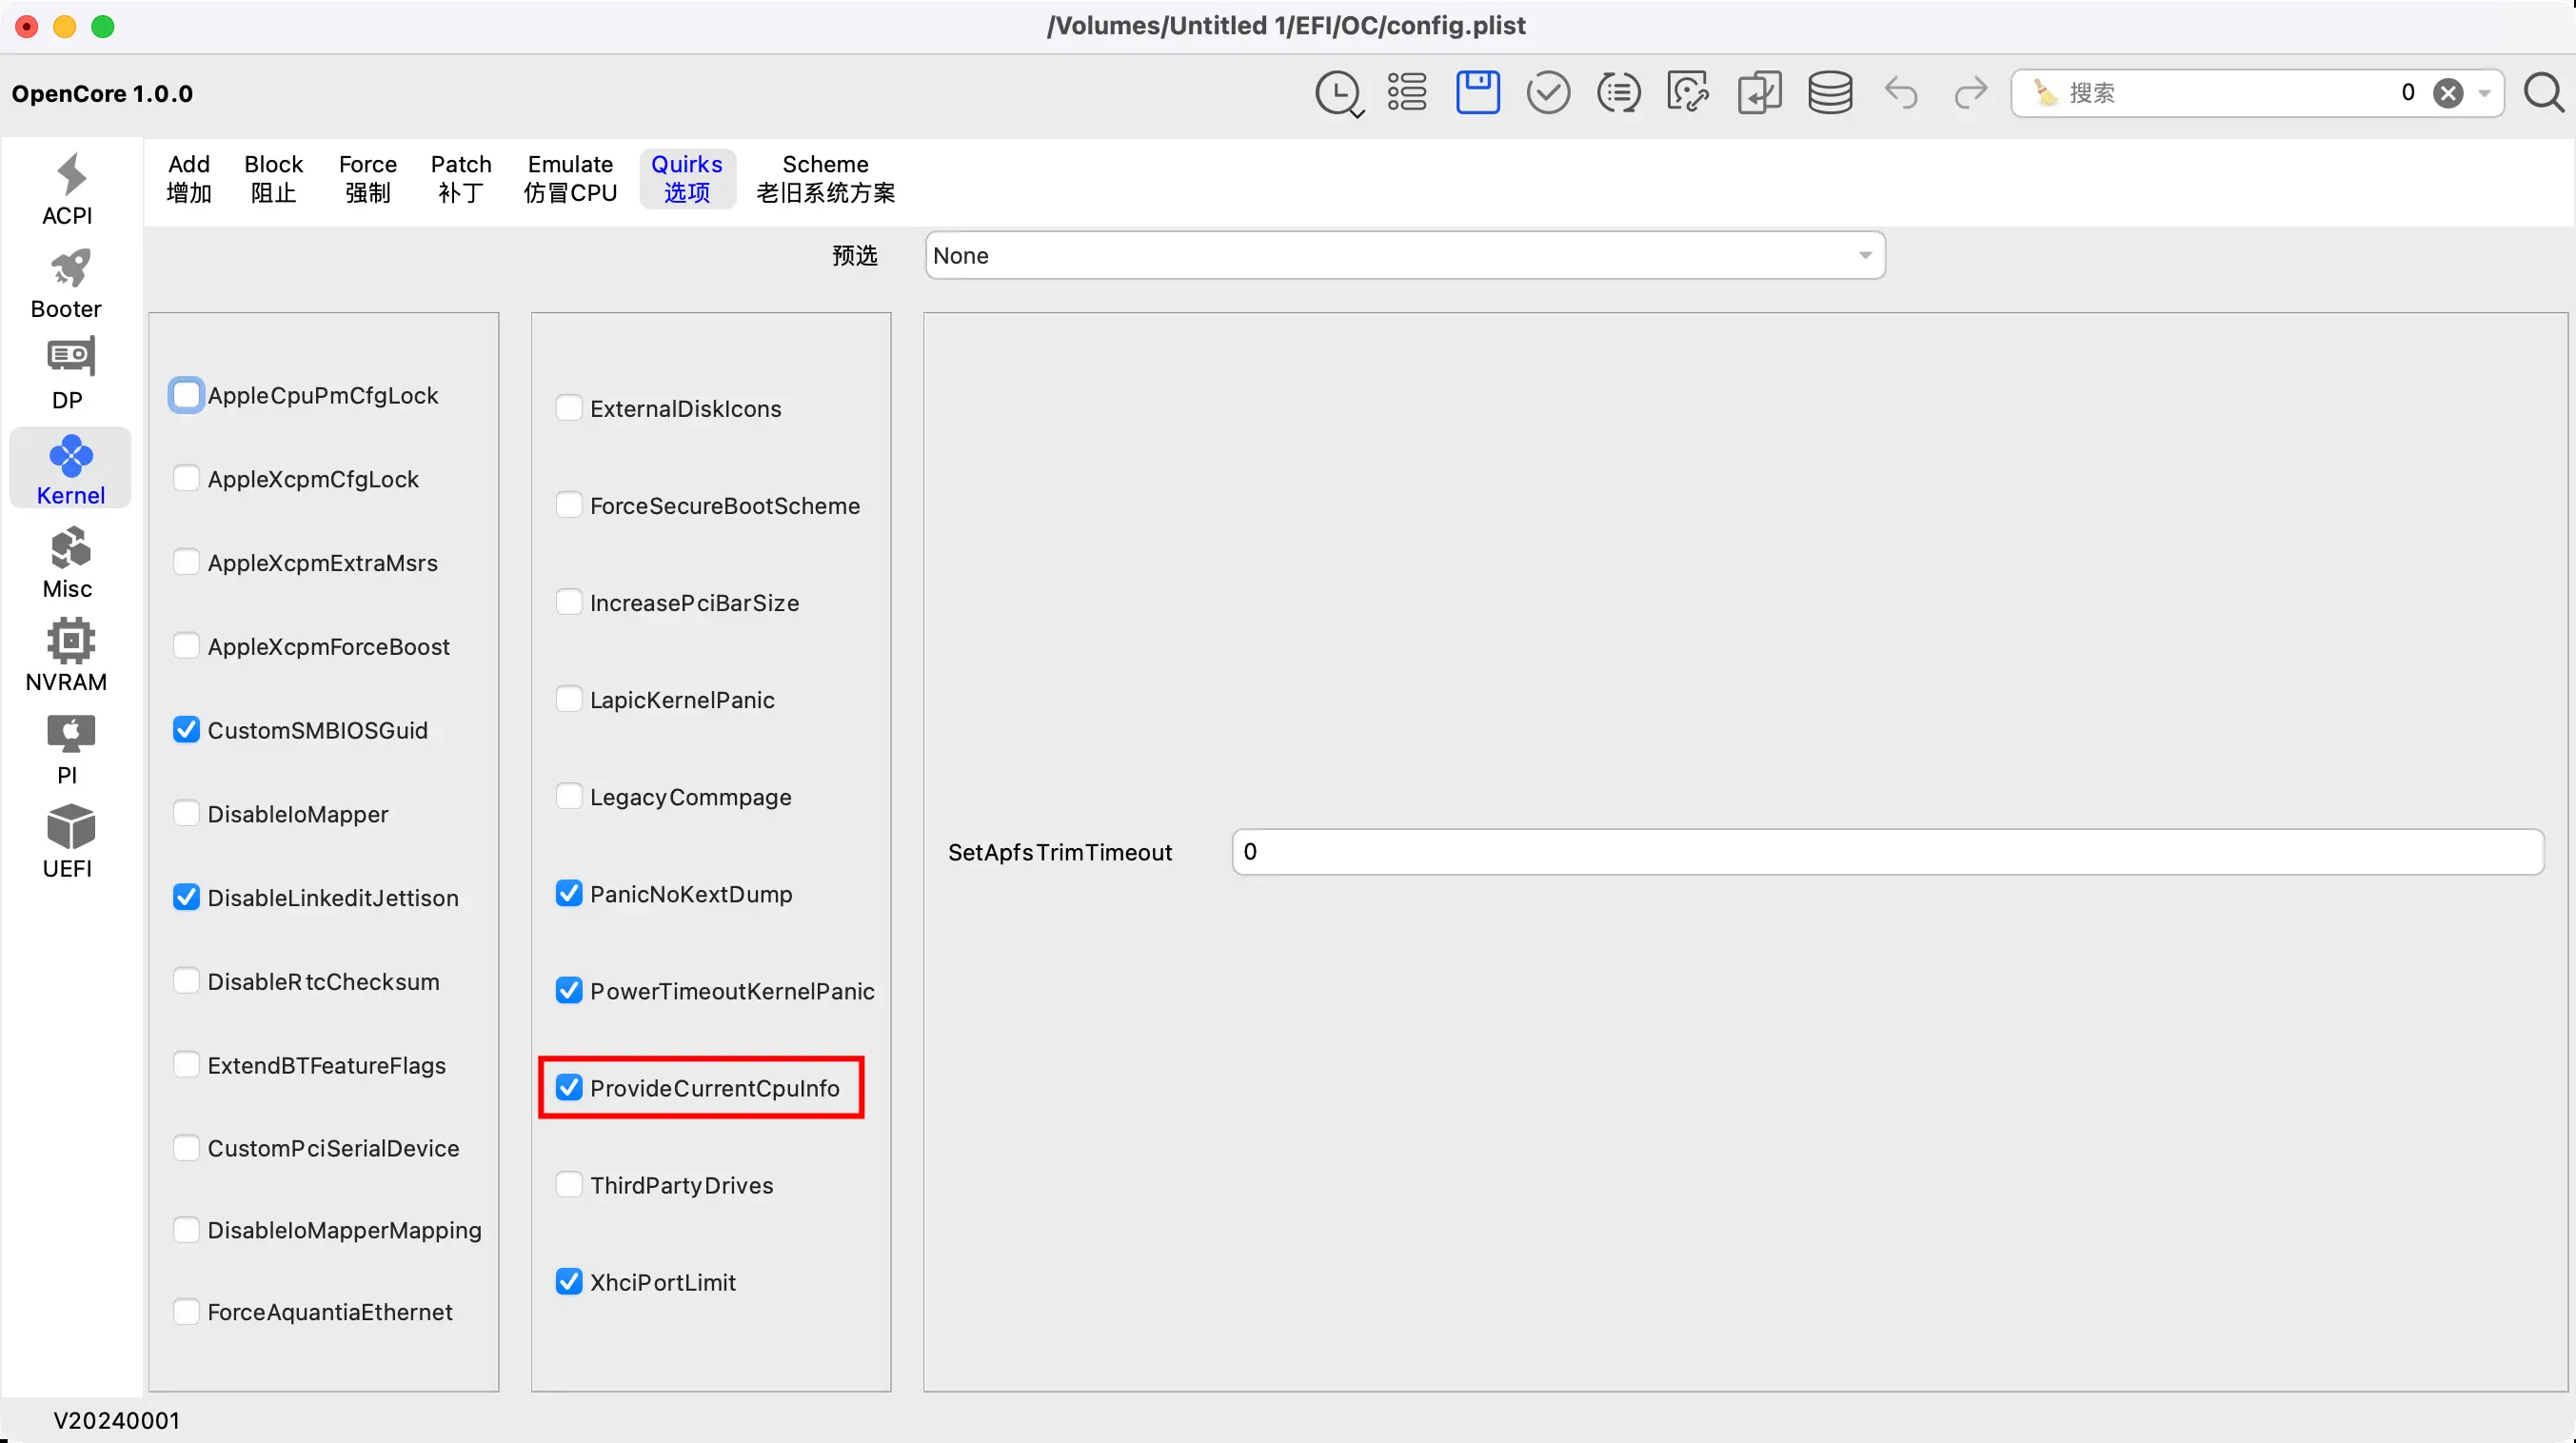 /Volumes/Untitled 1/EFI/OC/config.plist
OpenCore 1.0.0
搜索 0
ACPI
Booter
DP
Kernel
Misc
NVRAM
PI
UEFI
Add Block Force Patch Emulate Quirks Scheme
增加 阻止 强制 补丁 仿冒CPU 选项 老旧系统方案
预选 None
AppleCpuPmCfgLock
AppleXcpmCfgLock
AppleXcpmExtraMsrs
AppleXcpmForceBoost
CustomSMBIOSGuid
DisableIoMapper
DisableLinkeditJettison
DisableRtcChecksum
ExtendBTFeatureFlags
CustomPciSerialDevice
DisableIoMapperMapping
ForceAquantiaEthernet
ExternalDiskIcons
ForceSecureBootScheme
IncreasePciBarSize
LapicKernelPanic
LegacyCommpage
PanicNoKextDump
PowerTimeoutKernelPanic
ProvideCurrentCpuInfo
ThirdPartyDrives
XhciPortLimit
SetApfsTrimTimeout 0
V20240001